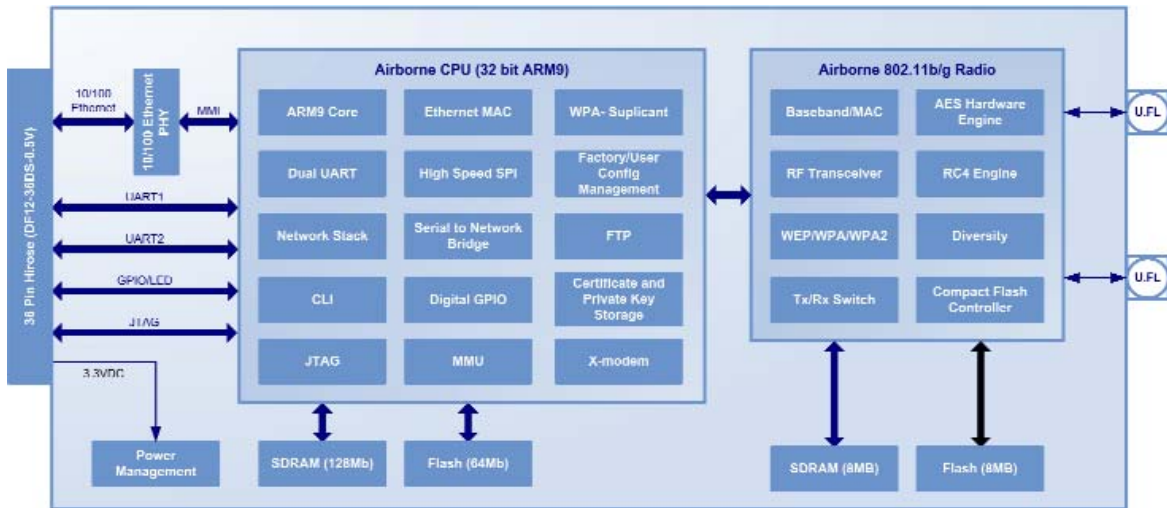 Airborne CPU (32 bit ARM9)
Airborne 802.11b/g Radio
36 Pin Hirose (DF12-36DS-0.5V)
10/100
Ethernet
10/100 Ethernet
PHY
MMI
UART1
UART2
GPIO/LED
JTAG
3.3VDC
Power
Management
ARM9 Core
Ethernet MAC
WPA- Suplicant
Dual UART
High Speed SPI
Factory/User
Config
Management
Network Stack
Serial to Network
Bridge
FTP
CLI
Digital GPIO
Certificate and
Private Key
Storage
JTAG
MMU
X-modem
SDRAM (128Mb)
Flash (64Mb)
Baseband/MAC
AES Hardware
Engine
RF Transceiver
RC4 Engine
WEP/WPA/WPA2
Diversity
Tx/Rx Switch
Compact Flash
Controller
SDRAM (8MB)
Flash (8MB)
U.FL
U.FL